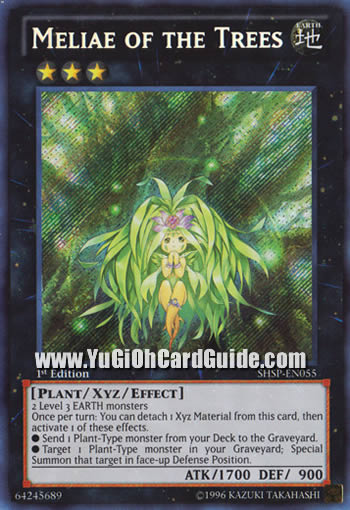 MELIAE OF THE TREES
EARTH
地
www.YuGiOhCardGuide.com
1st Edition
SHSP-EN055
[PLANT/XYZ/EFFECT]
2 Level 3 EARTH monsters
Once per turn: You can detach 1 Xyz Material from this card, then
activate 1 of these effects.
● Send 1 Plant-Type monster from your Deck to the Graveyard.
● Target 1 Plant-Type monster in your Graveyard; Special
Summon that target in face-up Defense Position.
ATK/1700 DEF/ 900
64245689
©1996 KAZUKI TAKAHASHI